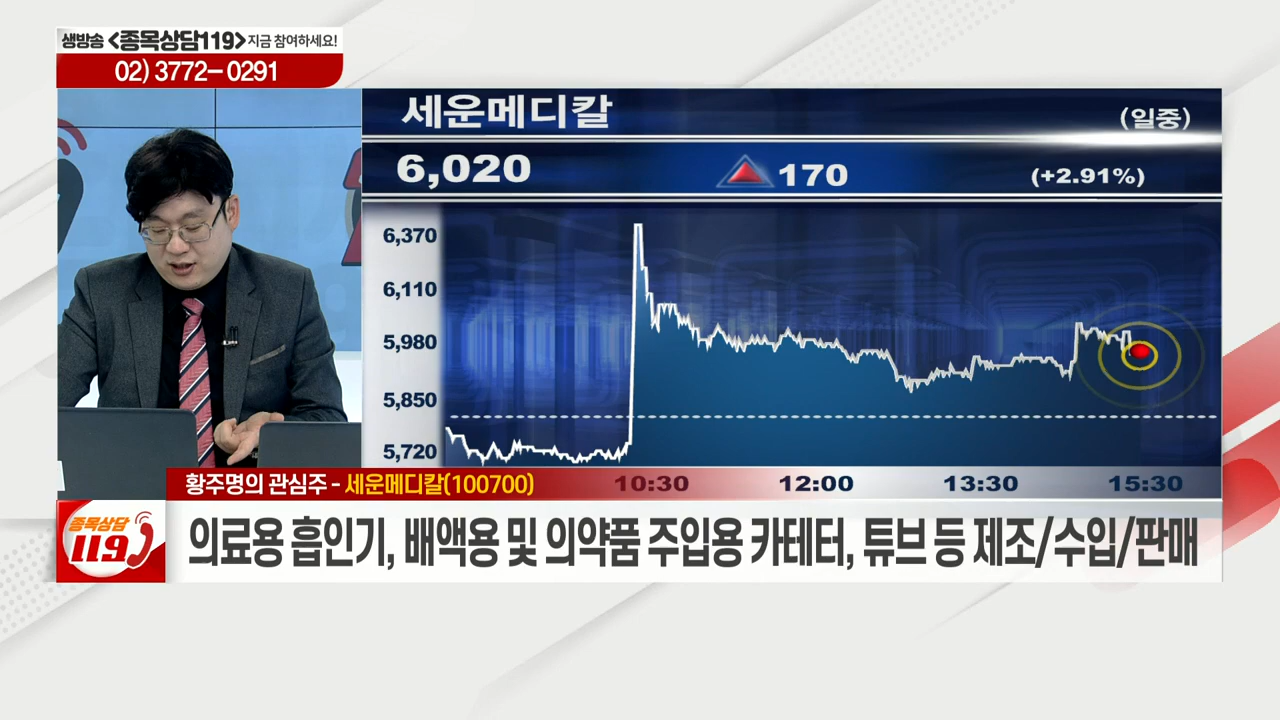 생방송 <종목상담119> 지금 참여하세요!
02) 3772-0291
세운메디칼
(일중)
6,020
170
(+2.91%)
6,370
6,110
5,980
5,850
5,720
10:30
12:00
13:30
15:30
황주명의 관심주 - 세운메디칼(100700)
종목상담
119
의료용 흡인기, 배액용 및 의약품 주입용 카테터, 튜브 등 제조/수입/판매